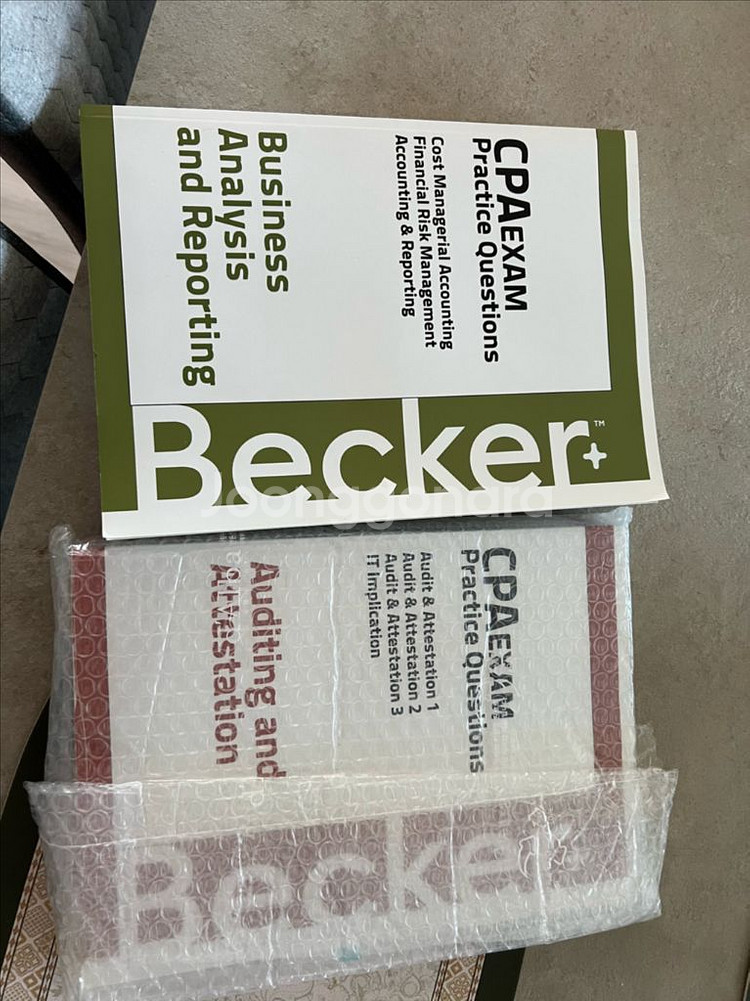 CPA EXAM
Practice Questions
Cost Managerial Accounting
Financial Risk Management
Accounting & Reporting
Business
Analysis
and Reporting
Becker™
Joonggonara
CPA EXAM
Practice Questions
Audit & Attestation 1
Audit & Attestation 2
Audit & Attestation 3
IT Implication
Auditing and
Attestation
Becker